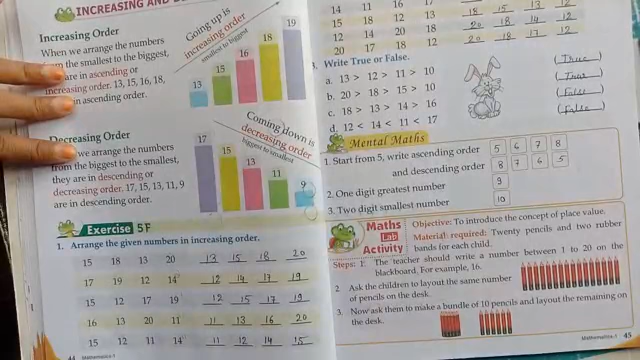 INCREASING AND
Increasing Order
When we arrange the numbers
the smallest to the biggest,
are in ascending or
increasing order. 13, 15, 16, 18,
in ascending order.
Going up is
increasing order
smallest to biggest
13
15
16
18
19
Decreasing Order
we arrange the numbers
from the biggest to the smallest,
they are in descending or
decreasing order. 17, 15, 13, 11, 9
are in descending order.
Coming down is
decreasing order
biggest to smallest
17
15
13
11
9
Exercise 5F
1. Arrange the given numbers in increasing order.
15 18 13 20 13 15 18 20
17 19 12 14 12 14 17 19
15 12 17 19 12 15 17 19
16 13 20 11 11 13 16 20
15 12 11 14 11 12 14 15
44 Mathematics-1
14 11 16 17
15 18 12 13 18 15 13 12
12 14 20 18 20 18 14 12
20 17 18 12 20 18 17 12
Write True or False.
a. 13 > 12 > 11 > 10 (True)
b. 20 > 18 > 15 > 10 (True)
c. 18 > 13 > 14 > 16 (False)
d. 12 < 14 < 11 < 17 (False)
Mental Maths
1. Start from 5, write ascending order 5 6 7 8
and descending order 8 7 6 5
2. One digit greatest number 9
3. Two digit smallest number 10
Maths
Lab
Activity
Objective: To introduce the concept of place value.
Material: required: Twenty pencils and two rubber
bands for each child.
Steps: 1. The teacher should write a number between 1 to 20 on the
blackboard. For example, 16.
2 Ask the children to layout the same number
of pencils on the desk.
3. Now ask them to make a bundle of 10 pencils and layout the remaining on
the desk.
Mathematics-1 45